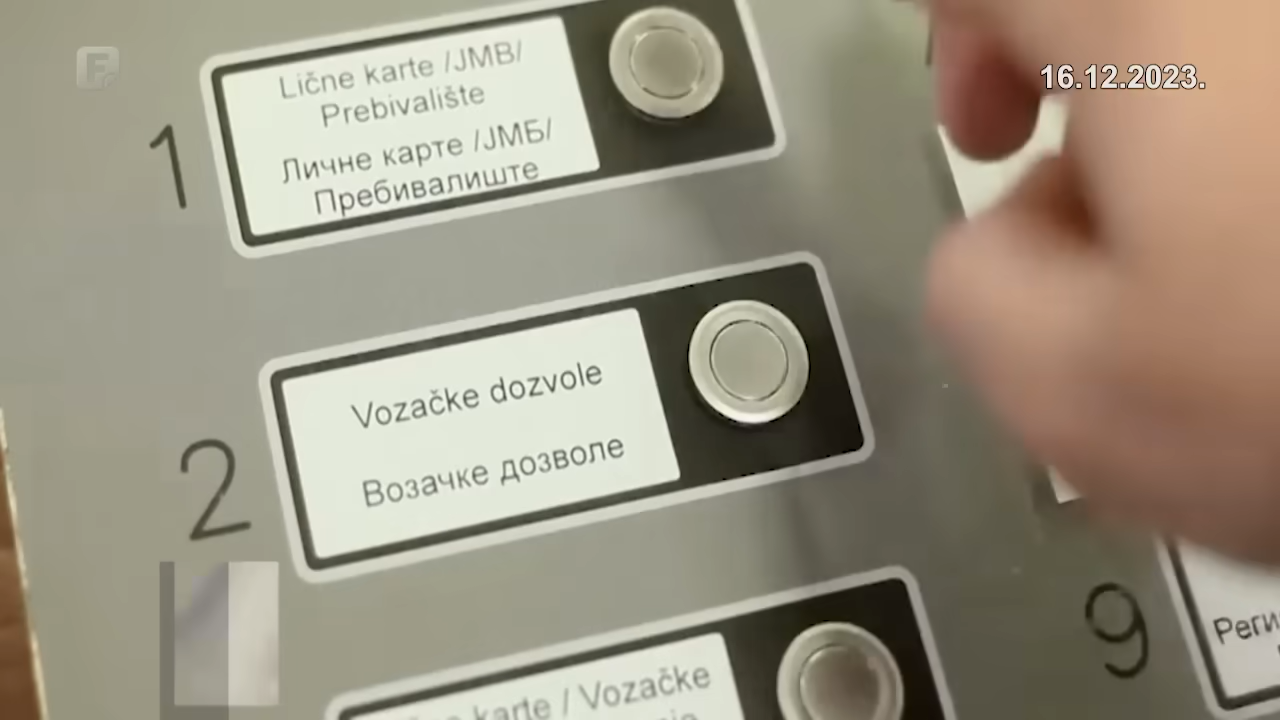 F
16.12.2023.
1
Lične karte /JMB/
Prebivalište
Личне карте /ЈМБ/
Пребивалиште
2
Vozačke dozvole
Возачке дозволе
karte / Vozačke
9